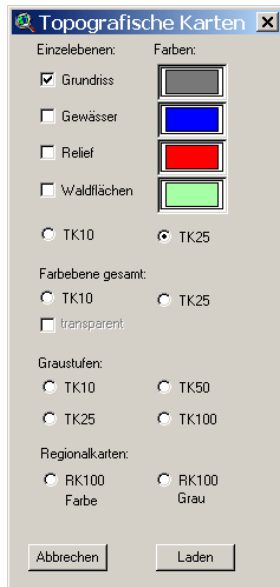 Topografische Karten
Einzelebenen: Farben:
Grundriss
Gewässer
Relief
Waldflächen
TK10 TK25
Farbebene gesamt:
TK10 TK25
transparent
Graustufen:
TK10 TK50
TK25 TK100
Regionalkarten:
RK100 RK100
Farbe Grau
Abbrechen Laden